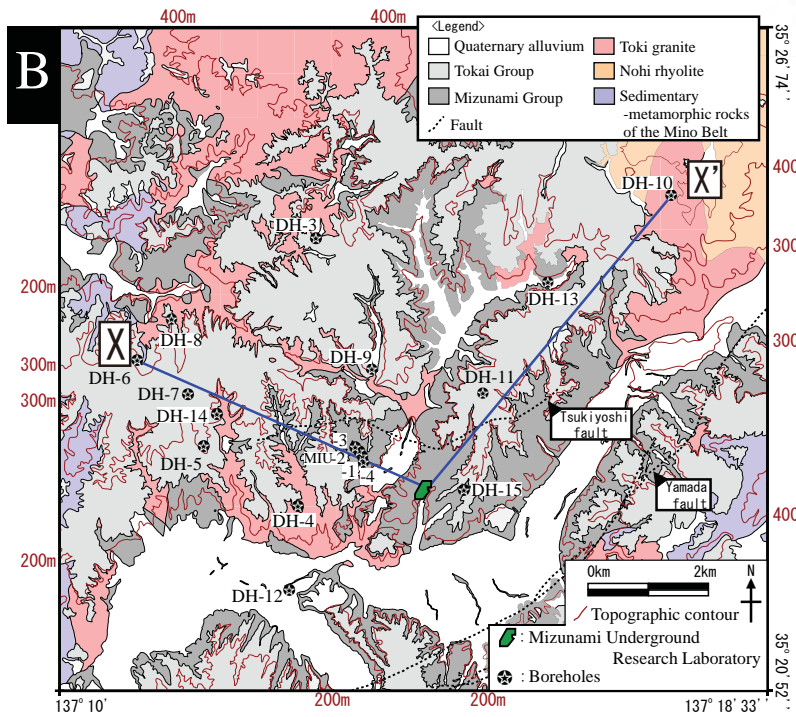 B
400m
400m
<Legend>
Quaternary alluvium
Tokai Group
Mizunami Group
Fault
Toki granite
Nohi rhyolite
Sedimentary
-metamorphic rocks
of the Mino Belt
35° 26' 74''
400m
DH-10
X'
DH-3
300m
200m
DH-13
DH-8
X
DH-6
300m
DH-9
300m
DH-7
300m
DH-11
DH-14
Tsukiyoshi
fault
DH-5
-3
MIU-2
-1
-4
DH-15
Yamada
fault
DH-4
400m
200m
0km
2km
N
Topographic contour
DH-12
: Mizunami Underground
Research Laboratory
: Boreholes
35° 20' 52''
137° 10'
200m
200m
137° 18' 33''